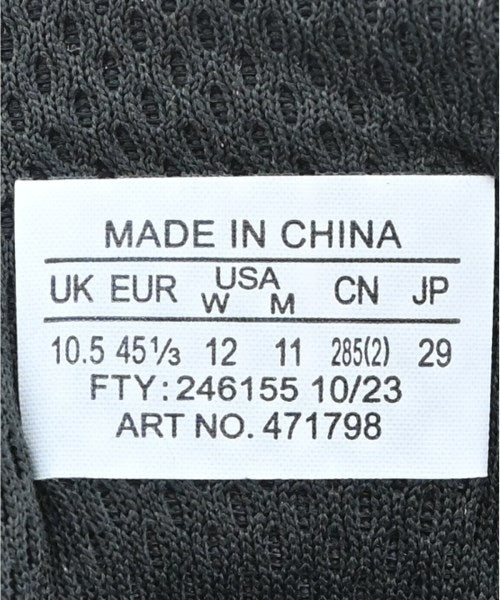 MADE IN CHINA
UK EUR USA CN JP
W M
10.5 45⅓ 12 11 285(2) 29
FTY: 246155 10/23
ART NO. 471798